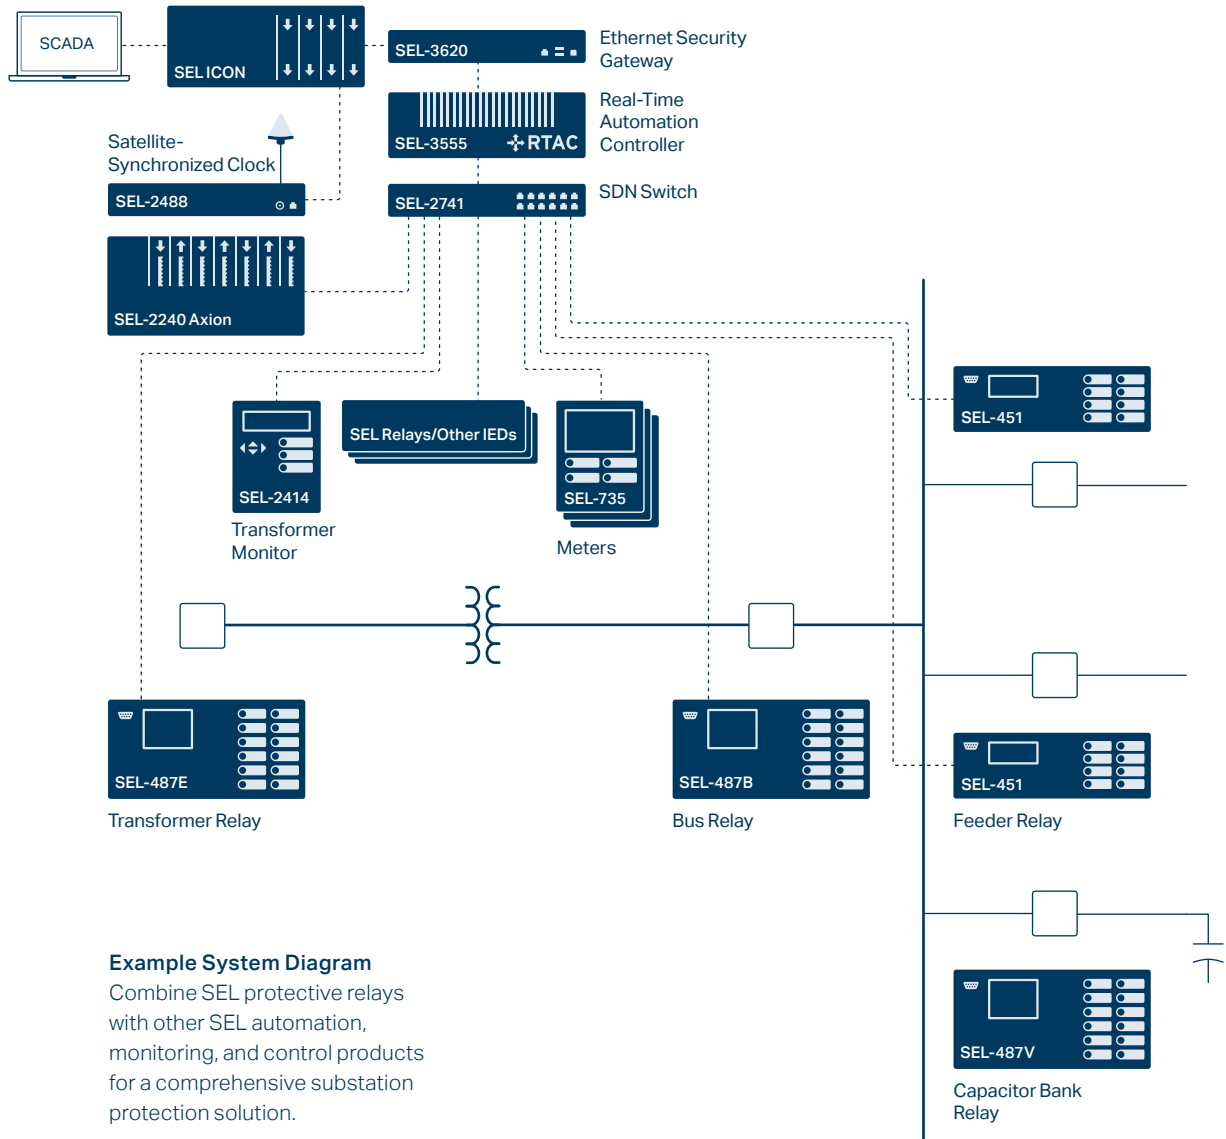 SCADA
SEL ICON
SEL-3620
Ethernet Security
Gateway
SEL-3555
RTAC
Real-Time
Automation
Controller
Satellite-
Synchronized Clock
SEL-2488
SEL-2741
SDN Switch
SEL-2240 Axion
SEL-2414
Transformer
Monitor
SEL Relays/Other IEDs
SEL-735
Meters
SEL-451
SEL-487E
Transformer Relay
SEL-487B
Bus Relay
SEL-451
Feeder Relay
Example System Diagram
Combine SEL protective relays
with other SEL automation,
monitoring, and control products
for a comprehensive substation
protection solution.
SEL-487V
Capacitor Bank
Relay